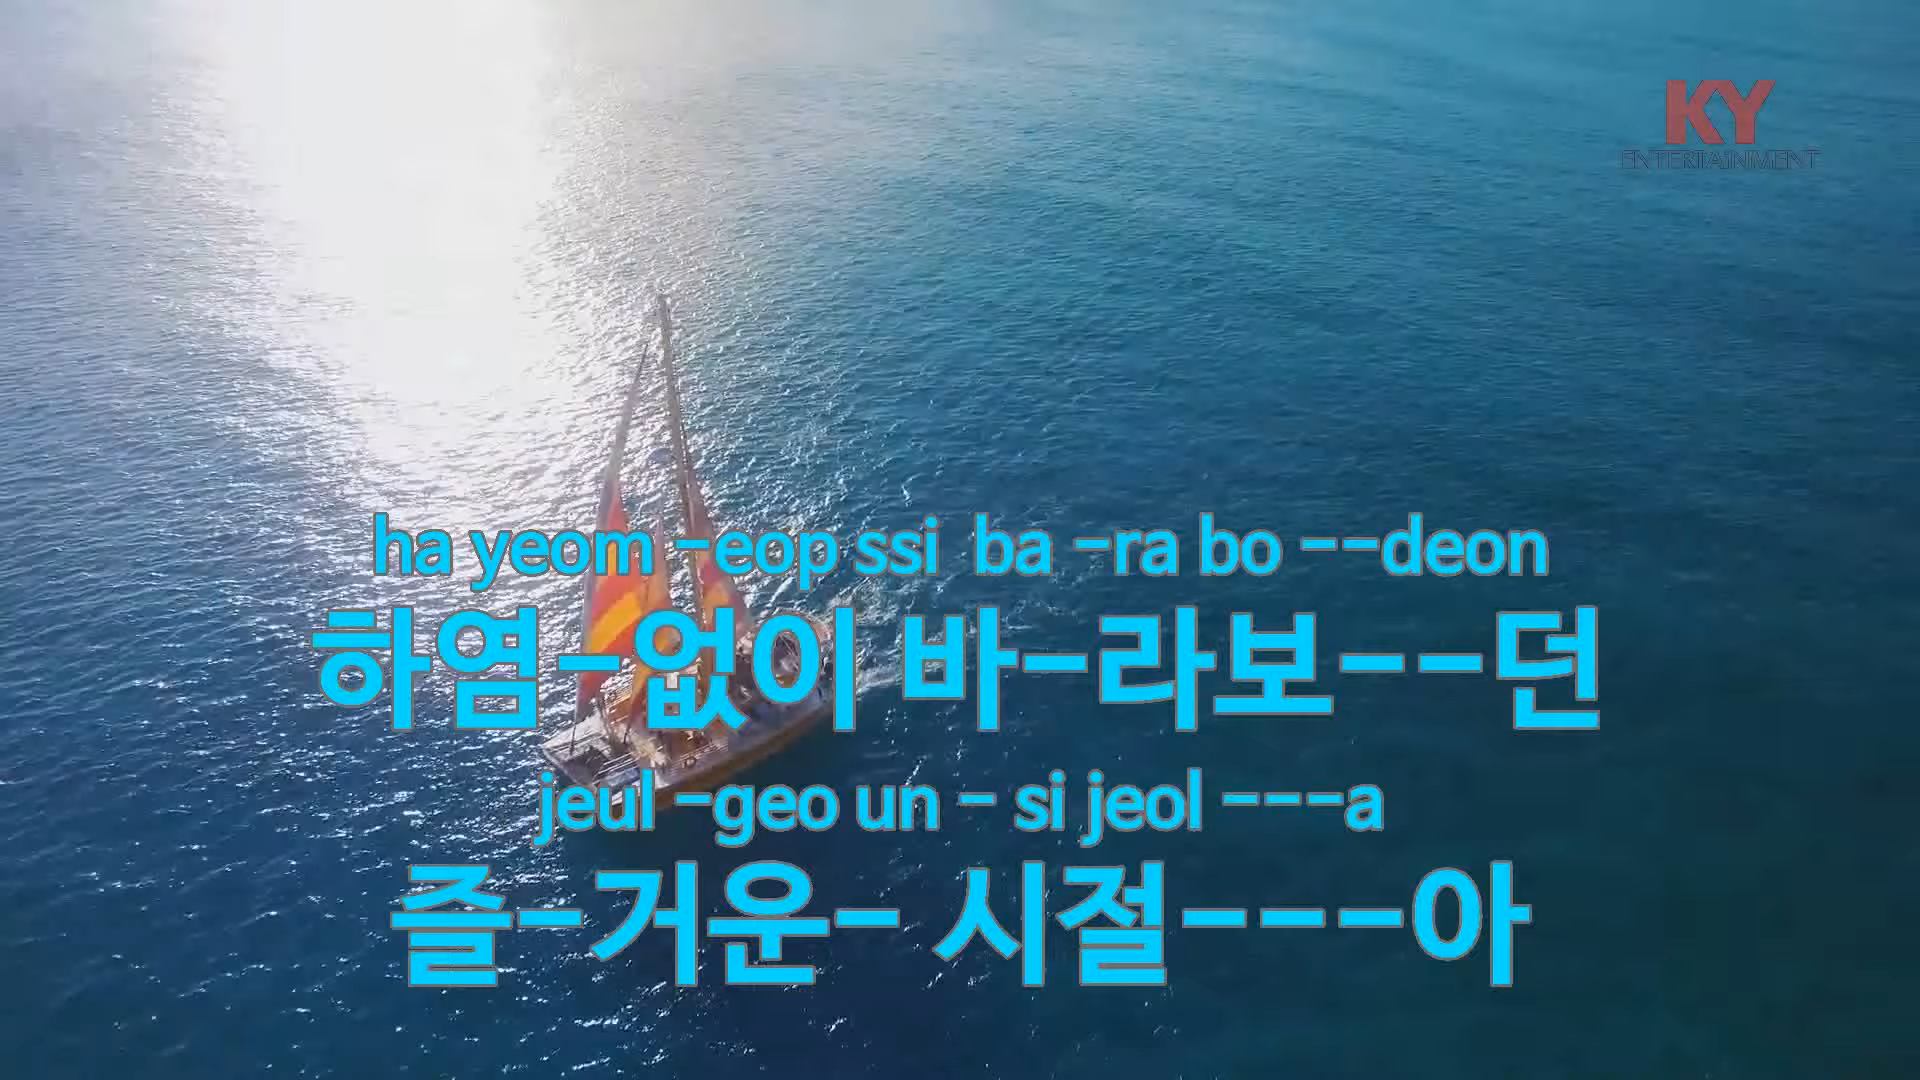 KY
ENTERTAINMENT
ha yeom -eop ssi ba -ra bo --deon
하염-없이 바-라보--던
jeul -geo un - si jeol ---a
즐-거운- 시절---아